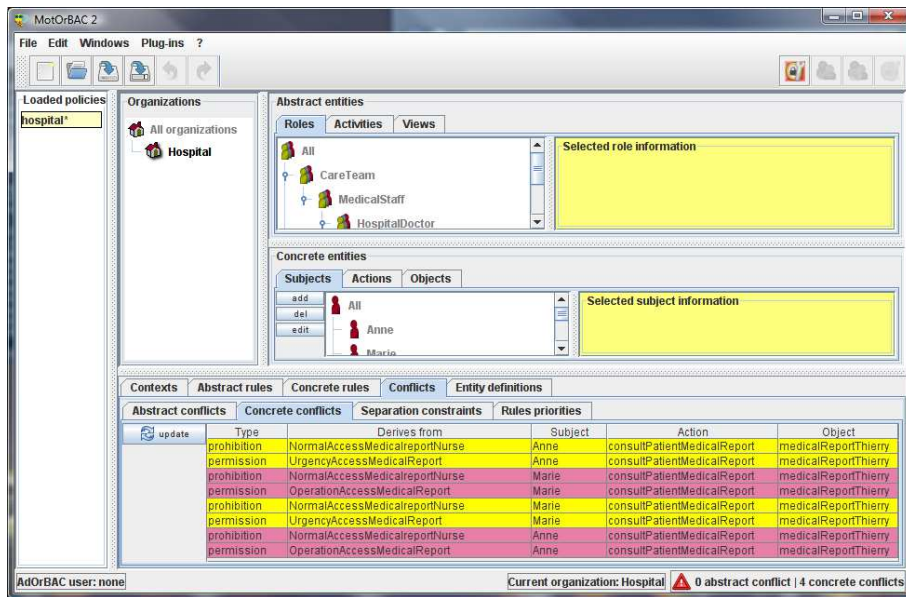 MotOrBAC 2
File Edit Windows Plug-ins ?
Loaded policies
hospital*
Organizations
All organizations
Hospital
Abstract entities
Roles Activities Views
All
CareTeam
MedicalStaff
HospitalDoctor
Selected role information
Concrete entities
Subjects Actions Objects
add
del
edit
All
Anne
Marie
Selected subject information
Contexts Abstract rules Concrete rules Conflicts Entity definitions
Abstract conflicts Concrete conflicts Separation constraints Rules priorities
update
Type Derives from Subject Action Object
prohibition NormalAccessMedicalreportNurse Anne consultPatientMedicalReport medicalReportThierry
permission UrgencyAccessMedicalReport Anne consultPatientMedicalReport medicalReportThierry
prohibition NormalAccessMedicalreportNurse Marie consultPatientMedicalReport medicalReportThierry
permission OperationAccessMedicalReport Marie consultPatientMedicalReport medicalReportThierry
prohibition NormalAccessMedicalreportNurse Marie consultPatientMedicalReport medicalReportThierry
permission UrgencyAccessMedicalReport Marie consultPatientMedicalReport medicalReportThierry
prohibition NormalAccessMedicalreportNurse Anne consultPatientMedicalReport medicalReportThierry
permission OperationAccessMedicalReport Anne consultPatientMedicalReport medicalReportThierry
AdOrBAC user: none
Current organization: Hospital
0 abstract conflict | 4 concrete conflicts